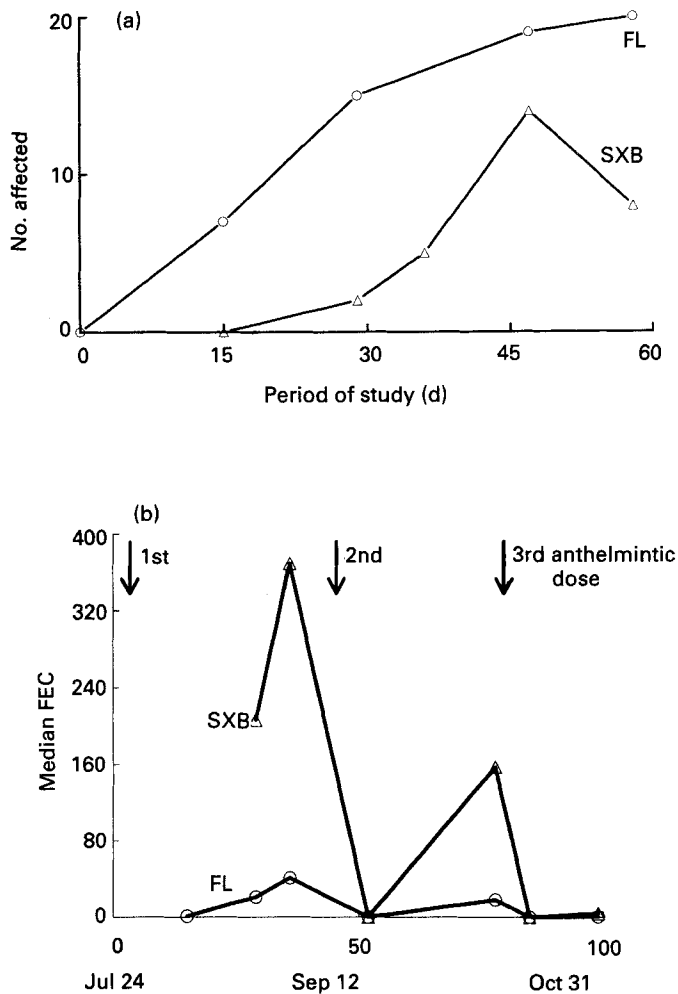 (a)
20
10
0
No. affected
FL
SXB
0 15 30 45 60
Period of study (d)
(b)
400
320
240
160
80
0
Median FEC
1st
2nd
3rd anthelmintic
dose
SXB
FL
0 50 100
Jul 24 Sep 12 Oct 31